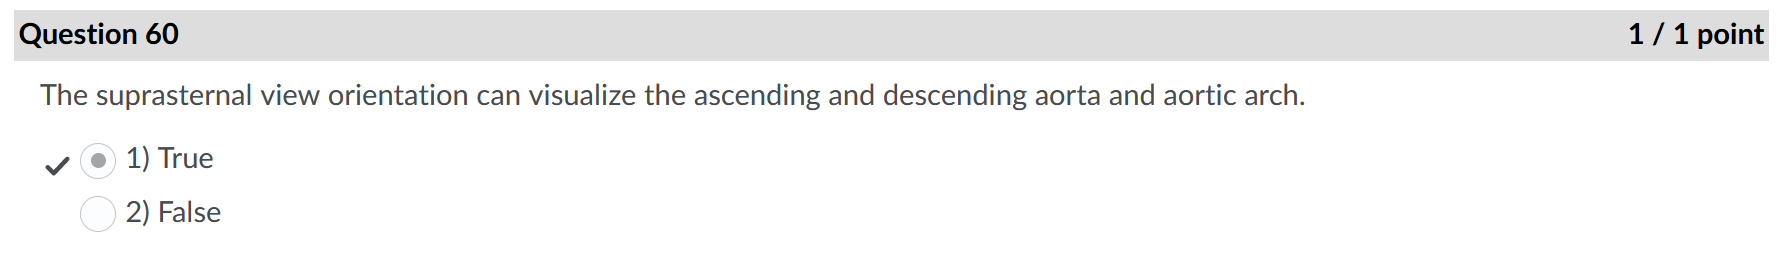 Question 60 1 / 1 point
The suprasternal view orientation can visualize the ascending and descending aorta and aortic arch.
1) True
2) False